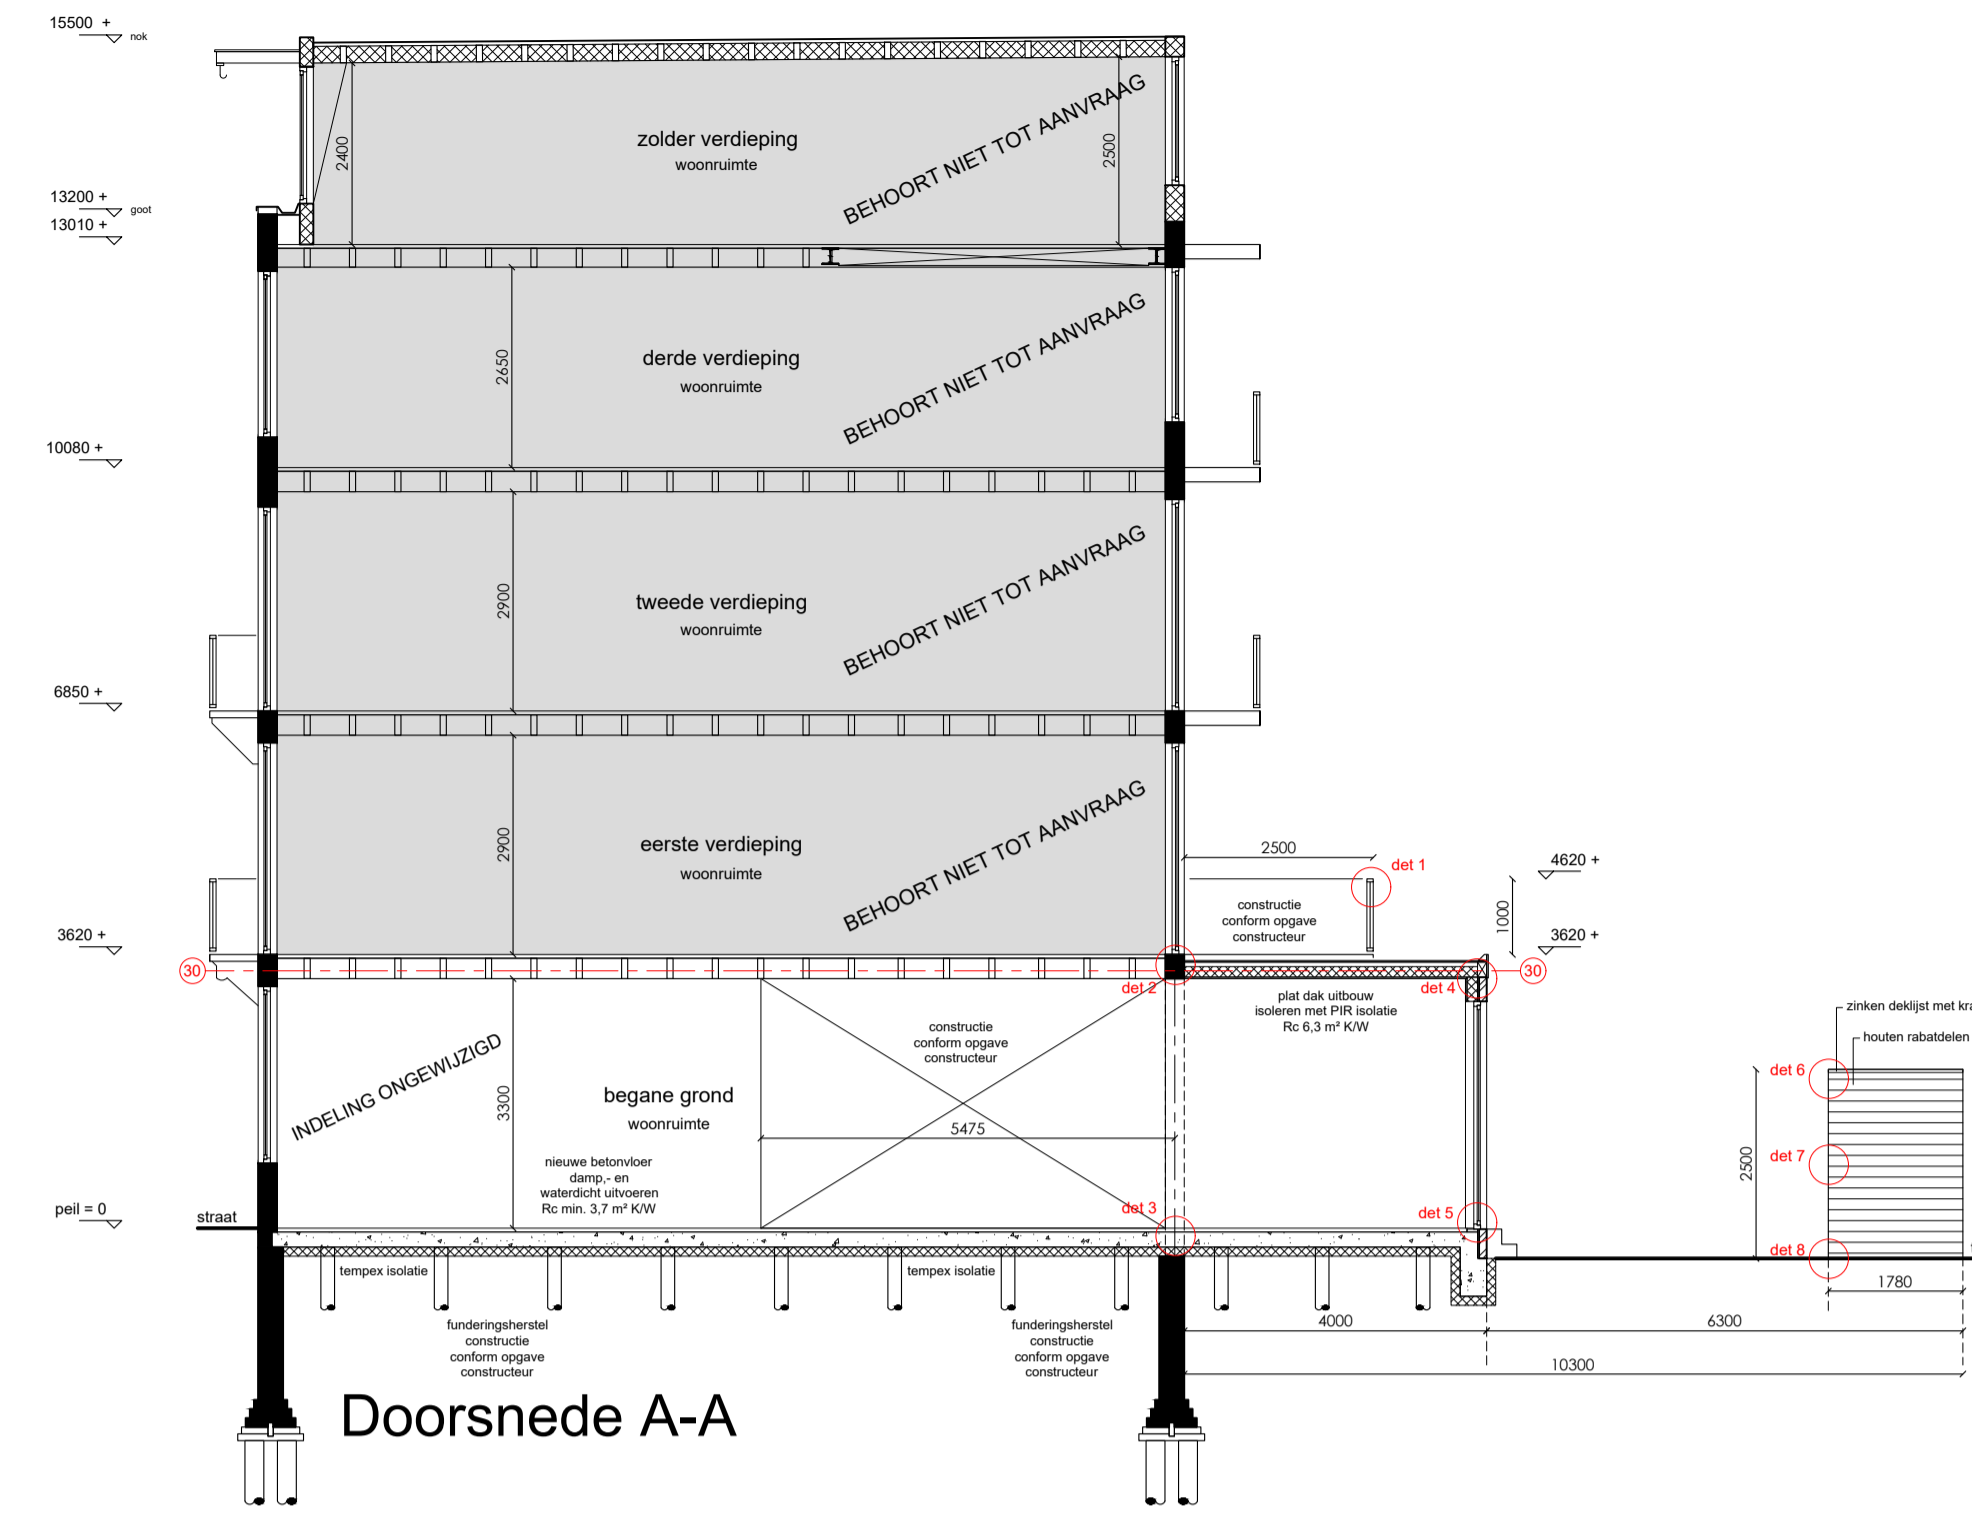 15500 +
nok
zolder verdieping
woonruimte
2400
2500
BEHOORT NIET TOT AANVRAAG
13200 +
goot
13010 +
derde verdieping
woonruimte
2650
BEHOORT NIET TOT AANVRAAG
10080 +
tweede verdieping
woonruimte
2900
BEHOORT NIET TOT AANVRAAG
6850 +
eerste verdieping
woonruimte
2900
BEHOORT NIET TOT AANVRAAG
2500
det 1
4620 +
constructie
conform opgave
constructeur
1000
3620 +
3620 +
30
30
det 2
det 4
plat dak uitbouw
isoleren met PIR isolatie
Rc 6,3 m² K/W
constructie
conform opgave
constructeur
INDELING ONGEWIJZIGD
3300
begane grond
woonruimte
5475
nieuwe betonvloer
damp,- en
waterdicht uitvoeren
Rc min. 3,7 m² K/W
zinken deklijst met kra
houten rabatdelen
det 6
det 7
2500
det 8
1780
peil = 0
straat
det 3
det 5
tempex isolatie
tempex isolatie
funderingsherstel
constructie
conform opgave
constructeur
funderingsherstel
constructie
conform opgave
constructeur
4000
6300
10300
Doorsnede A-A